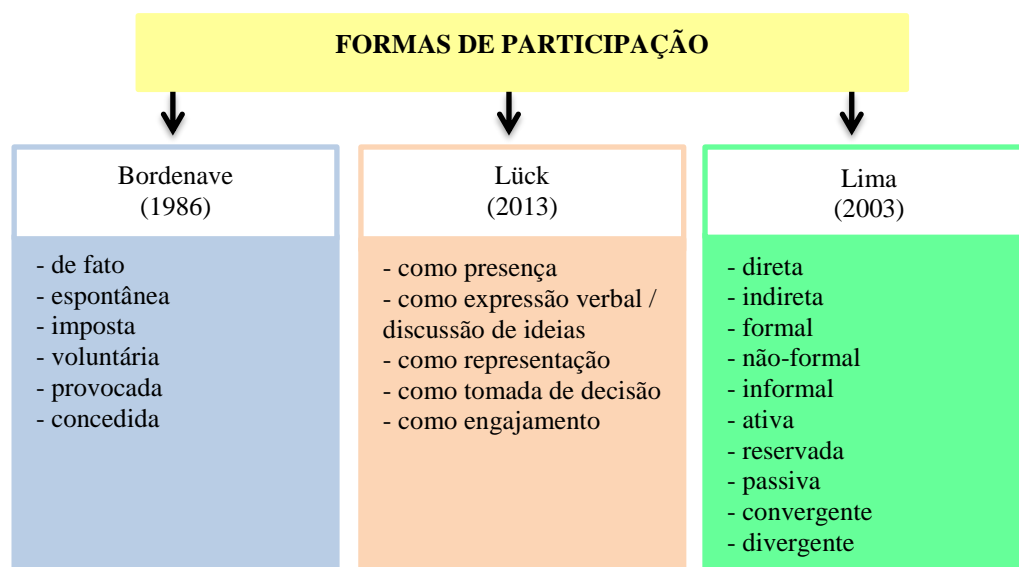 FORMAS DE PARTICIPAÇÃO
Bordenave
(1986)
- de fato
- espontânea
- imposta
- voluntária
- provocada
- concedida
Lück
(2013)
- como presença
- como expressão verbal /
discussão de ideias
- como representação
- como tomada de decisão
- como engajamento
Lima
(2003)
- direta
- indireta
- formal
- não-formal
- informal
- ativa
- reservada
- passiva
- convergente
- divergente